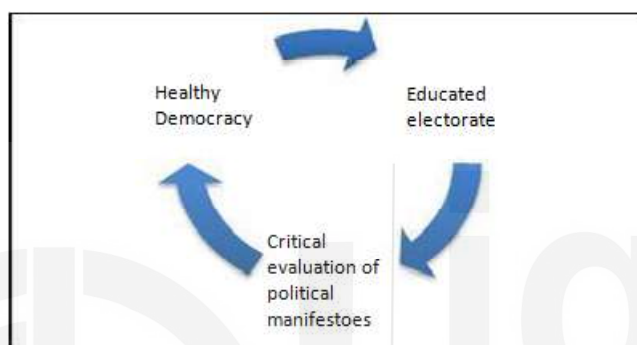 Healthy
Democracy
Educated
electorate
Critical
evaluation of
political
manifestoes